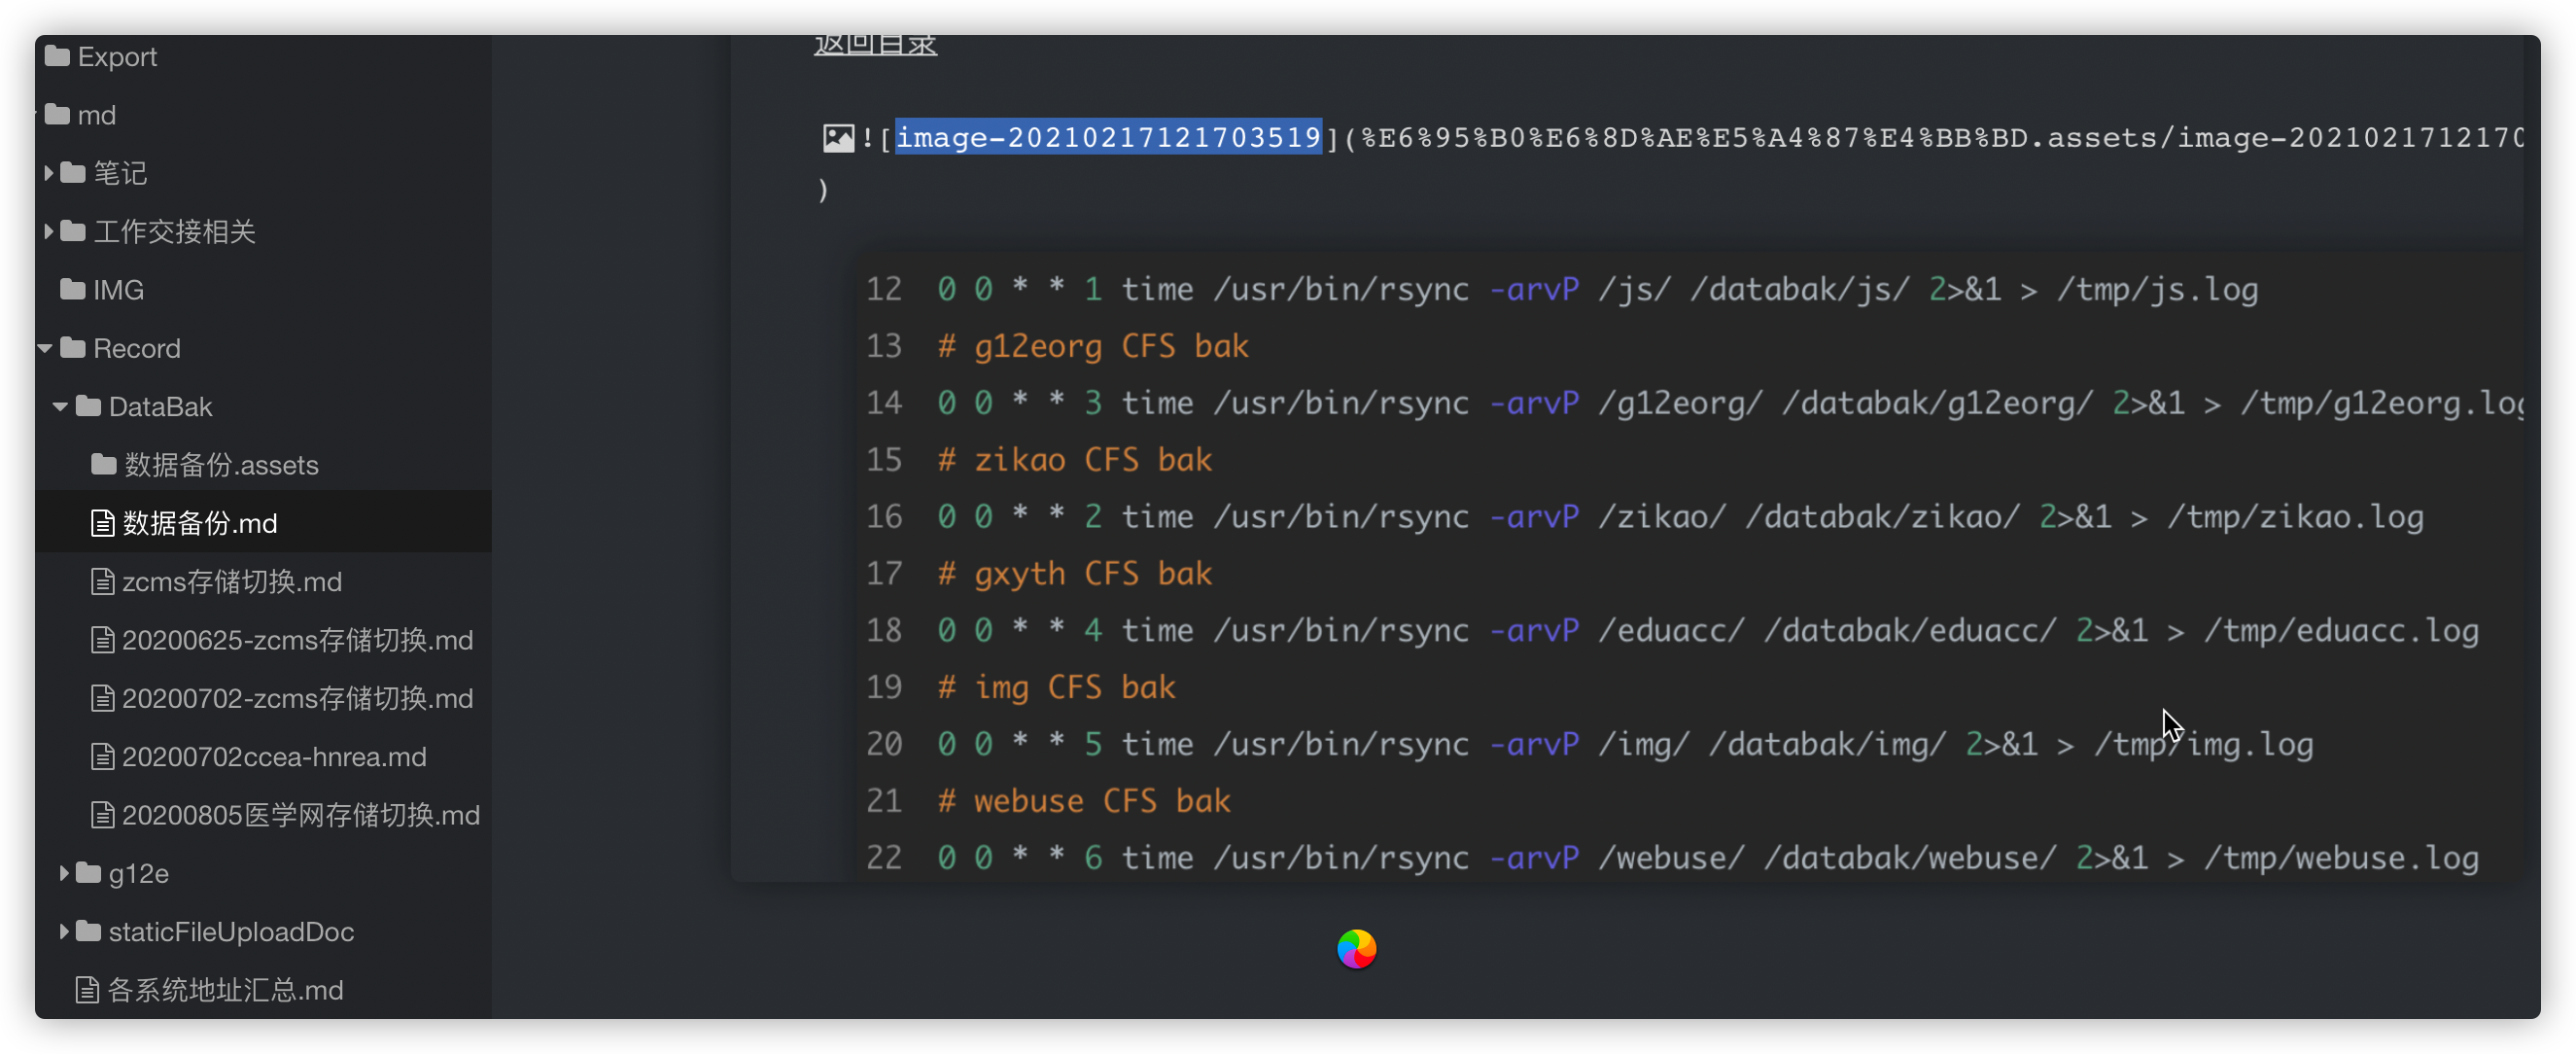 Export
md
笔记
工作交接相关
IMG
Record
DataBak
数据备份.assets
数据备份.md
zcms存储切换.md
20200625-zcms存储切换.md
20200702-zcms存储切换.md
20200702ccea-hnrea.md
20200805医学网存储切换.md
g12e
staticFileUploadDoc
各系统地址汇总.md
返回目录
![image-20210217121703519](%E6%95%B0%E6%8D%AE%E5%A4%87%E4%BB%BD.assets/image-2021021712170
)
12 0 0 * * 1 time /usr/bin/rsync -arvP /js/ /databak/js/ 2>&1 > /tmp/js.log
13 # g12eorg CFS bak
14 0 0 * * 3 time /usr/bin/rsync -arvP /g12eorg/ /databak/g12eorg/ 2>&1 > /tmp/g12eorg.log
15 # zikao CFS bak
16 0 0 * * 2 time /usr/bin/rsync -arvP /zikao/ /databak/zikao/ 2>&1 > /tmp/zikao.log
17 # gxyth CFS bak
18 0 0 * * 4 time /usr/bin/rsync -arvP /eduacc/ /databak/eduacc/ 2>&1 > /tmp/eduacc.log
19 # img CFS bak
20 0 0 * * 5 time /usr/bin/rsync -arvP /img/ /databak/img/ 2>&1 > /tmp/img.log
21 # webuse CFS bak
22 0 0 * * 6 time /usr/bin/rsync -arvP /webuse/ /databak/webuse/ 2>&1 > /tmp/webuse.log